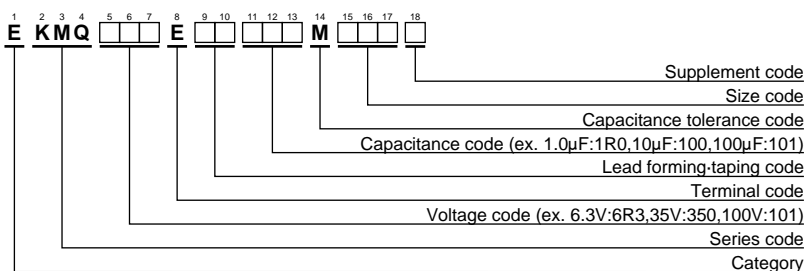 1 2 3 4 5 6 7 8 9 10 11 12 13 14 15 16 17 18
E KMQ E M
Supplement code
Size code
Capacitance tolerance code
Capacitance code (ex. 1.0μF:1R0,10μF:100,100μF:101)
Lead forming·taping code
Terminal code
Voltage code (ex. 6.3V:6R3,35V:350,100V:101)
Series code
Category